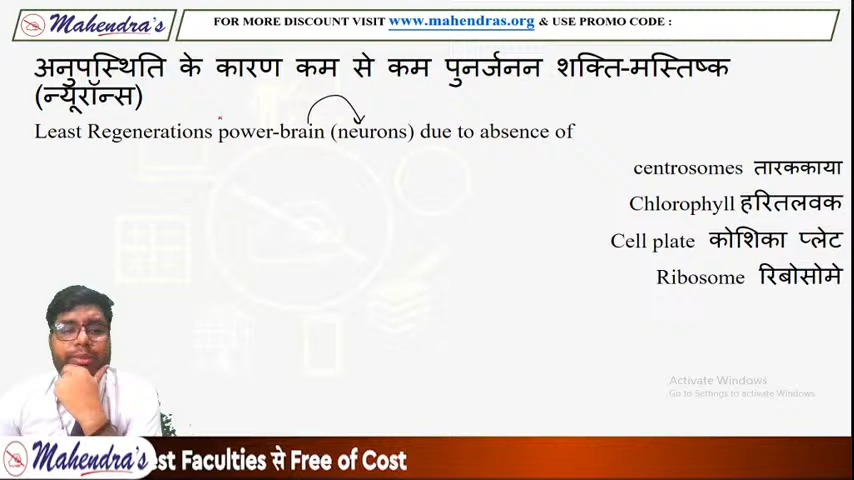 Mahendra's
FOR MORE DISCOUNT VISIT www.mahendras.org & USE PROMO CODE :
अनुपस्थिति के कारण कम से कम पुनर्जनन शक्ति-मस्तिष्क
(न्यूरॉन्स)
Least Regenerations power-brain (neurons) due to absence of
centrosomes तारककाया
Chlorophyll हरितलवक
Cell plate कोशिका प्लेट
Ribosome रिबोसोमे
Activate Windows
Go to Settings to activate Windows.
Mahendra's
est Faculties से Free of Cost